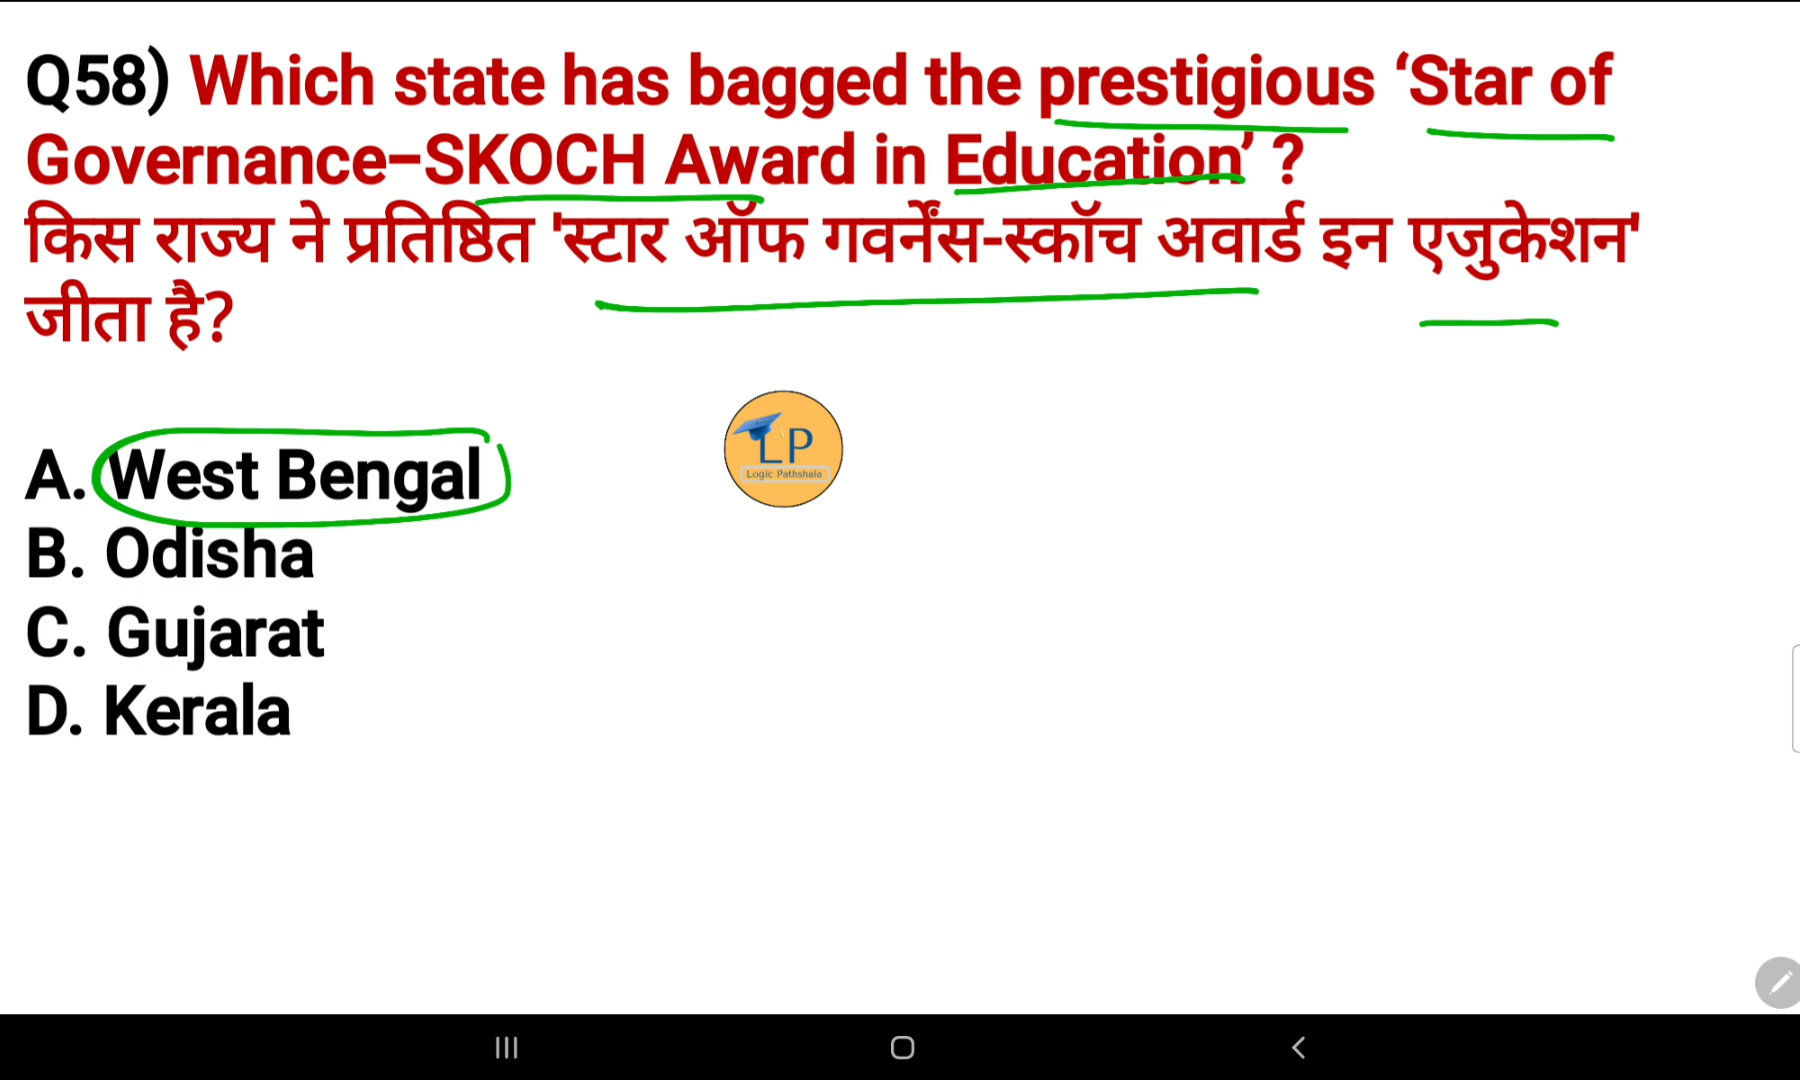 Q58) Which state has bagged the prestigious ‘Star of
Governance–SKOCH Award in Education’ ?
किस राज्य ने प्रतिष्ठित 'स्टार ऑफ गवर्नेंस-स्कॉच अवार्ड इन एजुकेशन'
जीता है?
A. West Bengal
B. Odisha
C. Gujarat
D. Kerala
LP
Logic Pathshala